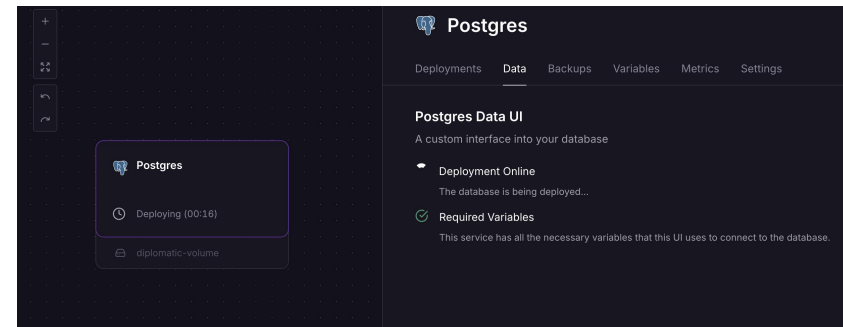 Postgres
Deploying (00:16)
diplomatic-volume
Postgres
Deployments Data Backups Variables Metrics Settings
Postgres Data UI
A custom interface into your database
Deployment Online
The database is being deployed...
Required Variables
This service has all the necessary variables that this UI uses to connect to the database.